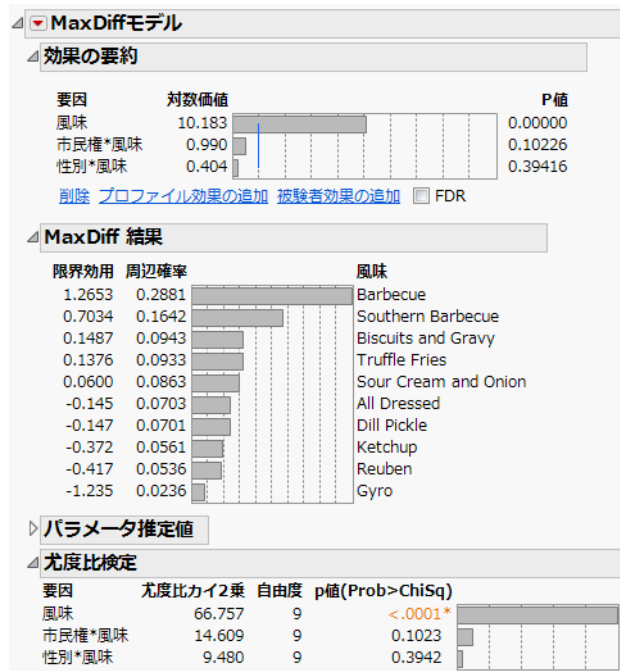 MaxDiffモデル
効果の要約
要因 対数価値 P値
風味 10.183 0.00000
市民権*風味 0.990 0.10226
性別*風味 0.404 0.39416
削除 プロファイル効果の追加 被験者効果の追加 FDR
MaxDiff 結果
限界効用 周辺確率 風味
1.2653 0.2881 Barbecue
0.7034 0.1642 Southern Barbecue
0.1487 0.0943 Biscuits and Gravy
0.1376 0.0933 Truffle Fries
0.0600 0.0863 Sour Cream and Onion
-0.145 0.0703 All Dressed
-0.147 0.0701 Dill Pickle
-0.372 0.0561 Ketchup
-0.417 0.0536 Reuben
-1.235 0.0236 Gyro
パラメータ推定値
尤度比検定
要因 尤度比カイ2乗 自由度 p値(Prob>ChiSq)
風味 66.757 9 <.0001*
市民権*風味 14.609 9 0.1023
性別*風味 9.480 9 0.3942